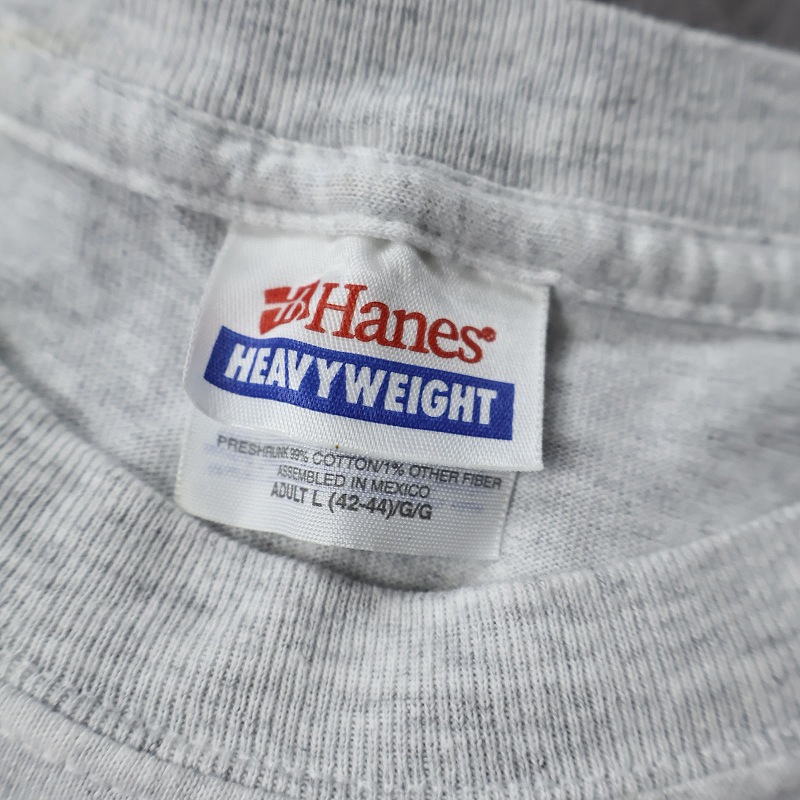 Hanes®
HEAVYWEIGHT
PRESHRUNK 99% COTTON/1% OTHER FIBER
ASSEMBLED IN MEXICO
ADULT L (42-44)/G/G